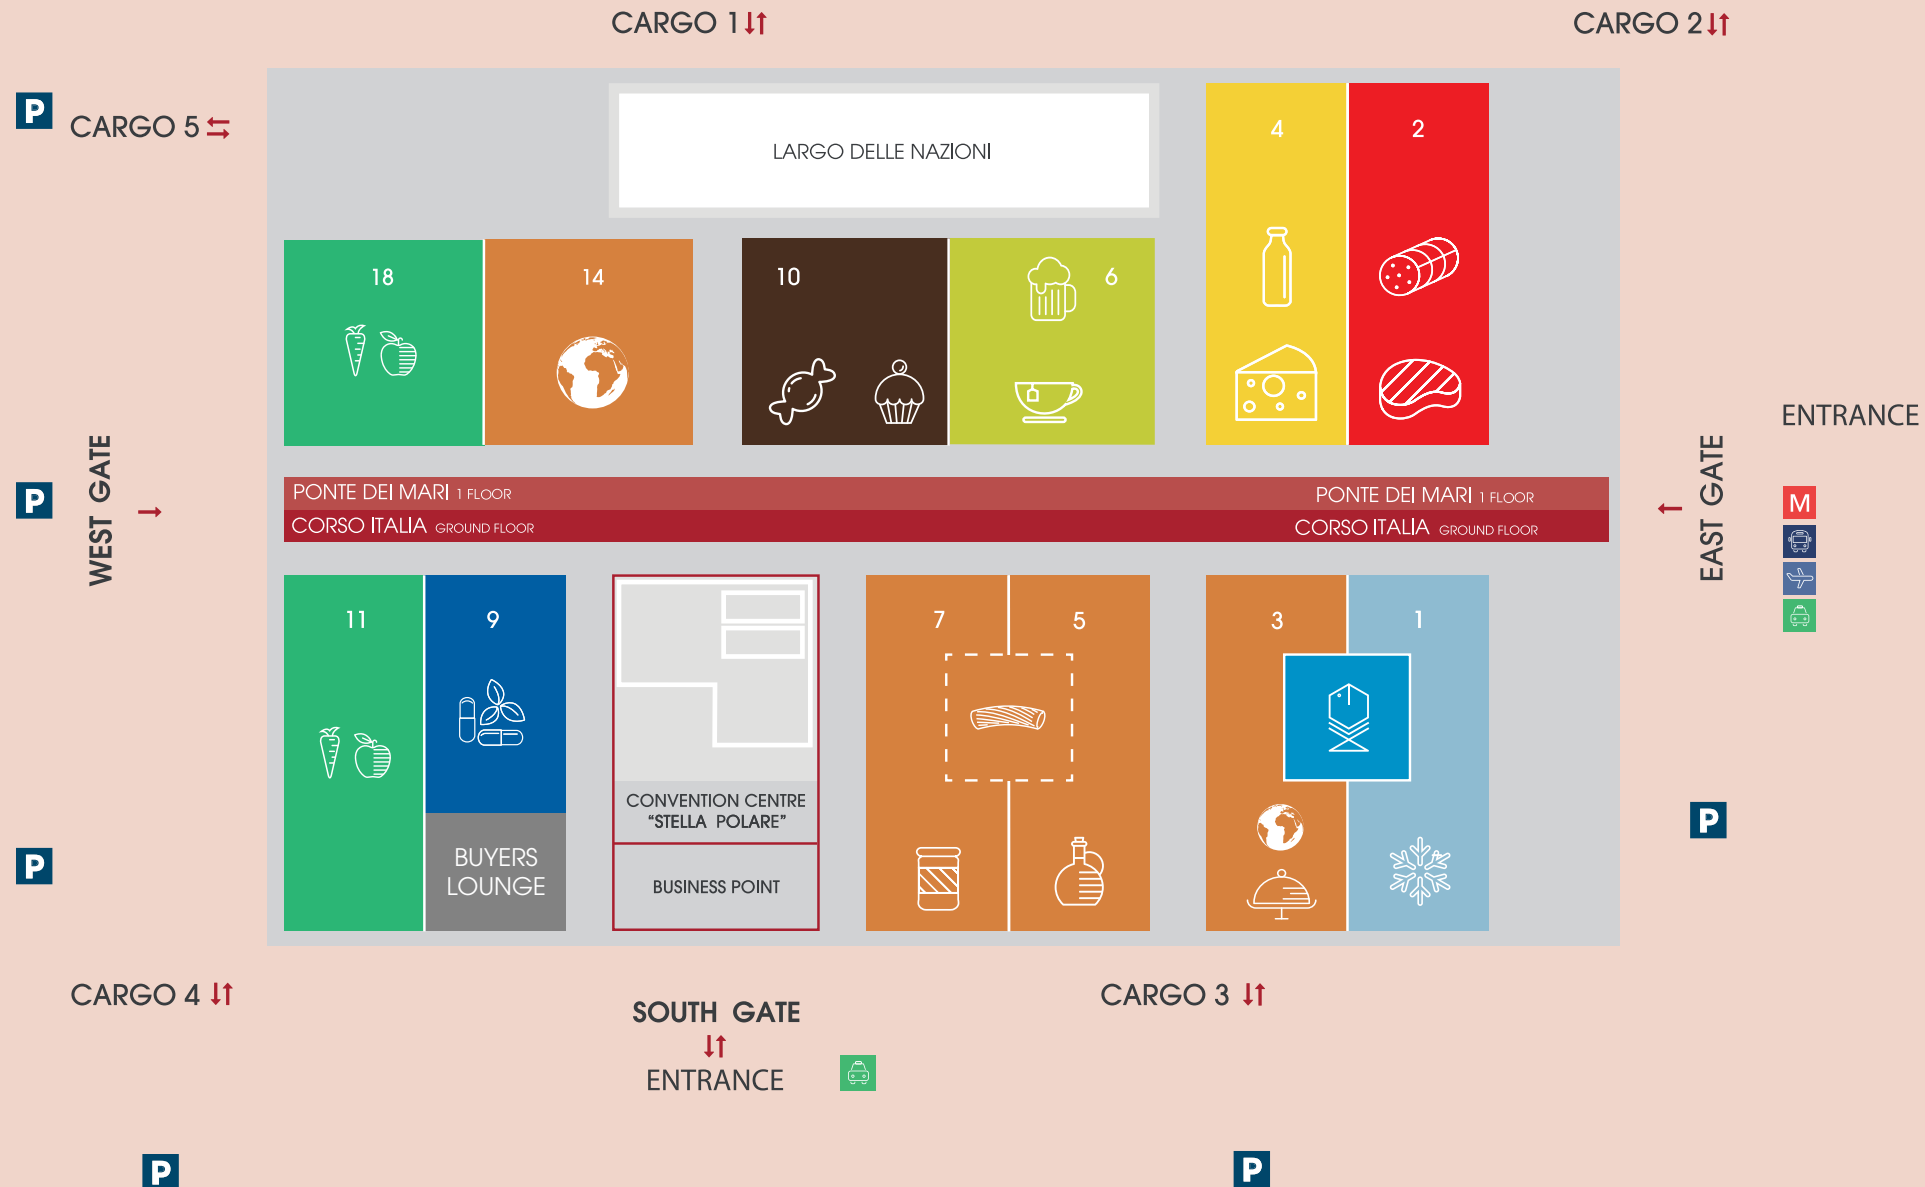 CARGO 1
CARGO 2
P
CARGO 5
LARGO DELLE NAZIONI
4
2
18
14
10
6
ENTRANCE
WEST GATE
P
PONTE DEI MARI 1 FLOOR
PONTE DEI MARI 1 FLOOR
CORSO ITALIA GROUND FLOOR
CORSO ITALIA GROUND FLOOR
EAST GATE
M
11
9
7
5
3
1
CONVENTION CENTRE
“STELLA POLARE”
P
P
BUYERS
LOUNGE
BUSINESS POINT
CARGO 4
CARGO 3
SOUTH GATE
ENTRANCE
P
P